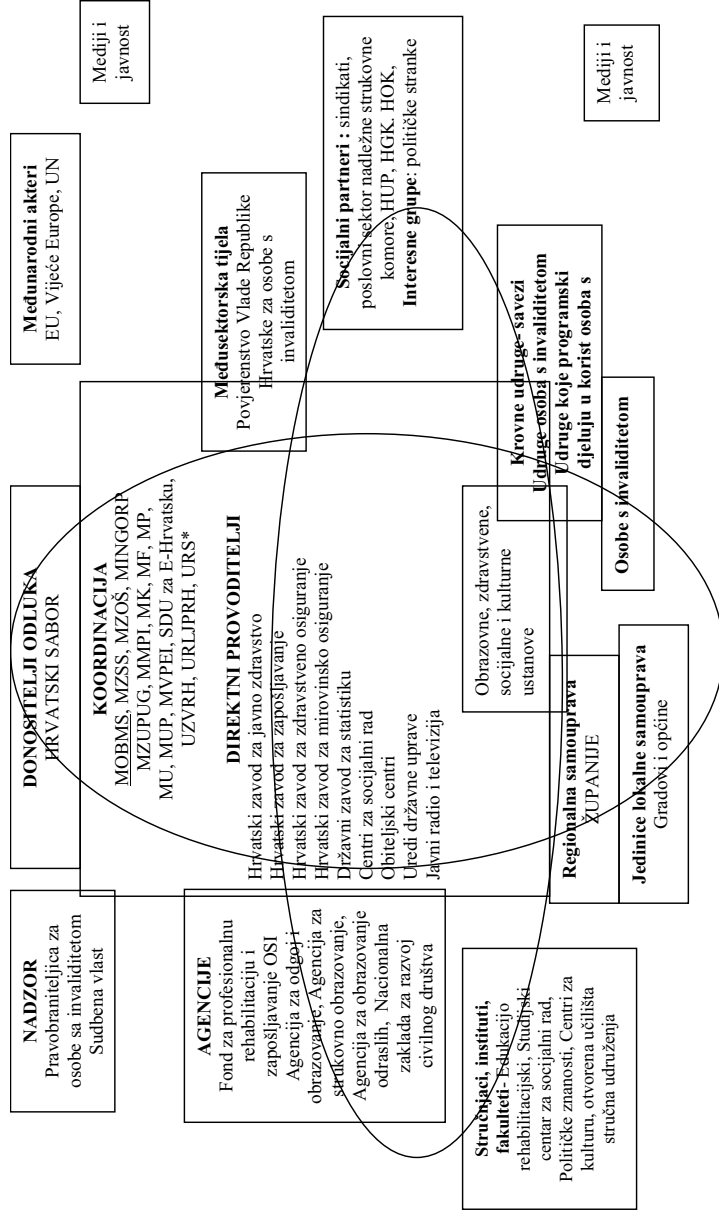 NADZOR
Pravobraniteljica za
osobe sa invaliditetom
Sudbena vlast
DONOSITELJI ODLUKA
HRVATSKI SABOR
Međunarodni akteri
EU, Vijeće Europe, UN
Mediji i
javnost
KOORDINACIJA
MOBMS, MZSS, MZOŠ, MINGORP
MZUPUG, MMPI, MK, MF, MP,
MU, MUP, MVPEI, SDU za E-Hrvatsku,
UZVRH, URLJPRH, URS*
AGENCIJE
Fond za profesionalnu
rehabilitaciju i
zapošljavanje OSI
Agencija za odgoj i
obrazovanje, Agencija za
strukovno obrazovanje,
Agencija za obrazovanje
odraslih, Nacionalna
zaklada za razvoj
civilnog društva
DIREKTNI PROVODITELJI
Hrvatski zavod za javno zdravstvo
Hrvatski zavod za zapošljavanje
Hrvatski zavod za zdravstveno osiguranje
Hrvatski zavod za mirovinsko osiguranje
Državni zavod za statistiku
Centri za socijalni rad
Obiteljski centri
Uredi državne uprave
Javni radio i televizija
Međusektorska tijela
Povjerenstvo Vlade Republike
Hrvatske za osobe s
invaliditetom
Socijalni partneri : sindikati,
poslovni sektor nadležne strukovne
komore, HUP, HGK. HOK,
Interesne grupe: političke stranke
Stručnjaci, instituti,
fakulteti- Edukacijo
rehabilitacijski, Studijski
centar za socijalni rad,
Političke znanosti, Centri za
kulturu, otvorena učilišta
stručna udruženja
Obrazovne, zdravstvene,
socijalne i kulturne
ustanove
Krovne udruge- savezi
Udruge osoba s invaliditetom
Udruge koje programski
djeluju u korist osoba s
Regionalna samouprava
ŽUPANIJE
Jedinice lokalne samouprava
Gradovi i općine
Osobe s invaliditetom
Mediji i
javnost